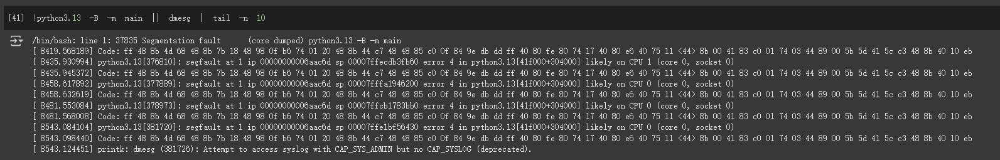 [41] !python3.13 -B -m main || dmesg | tail -n 10
/bin/bash: line 1: 37835 Segmentation fault      (core dumped) python3.13 -B -m main
[ 8419.568189] Code: ff 48 8b 4d 68 48 8b 7b 18 48 98 0f b6 74 01 20 48 8b 44 c7 48 48 85 c0 0f 84 9e db dd ff 40 80 fe 80 74 17 40 80 e6 40 75 11 <44> 8b 00 41 83 c0 01 74 03 44 89 00 5b 5d 41 5c c3 48 8b 40 10 eb
[ 8435.930994] python3.13[376810]: segfault at 1 ip 00000000006aac6d sp 00007ffecdb3fb60 error 4 in python3.13[41f000+304000] likely on CPU 1 (core 0, socket 0)
[ 8435.945372] Code: ff 48 8b 4d 68 48 8b 7b 18 48 98 0f b6 74 01 20 48 8b 44 c7 48 48 85 c0 0f 84 9e db dd ff 40 80 fe 80 74 17 40 80 e6 40 75 11 <44> 8b 00 41 83 c0 01 74 03 44 89 00 5b 5d 41 5c c3 48 8b 40 10 eb
[ 8458.617892] python3.13[377889]: segfault at 1 ip 00000000006aac6d sp 00007fffa1946200 error 4 in python3.13[41f000+304000] likely on CPU 0 (core 0, socket 0)
[ 8458.632619] Code: ff 48 8b 4d 68 48 8b 7b 18 48 98 0f b6 74 01 20 48 8b 44 c7 48 48 85 c0 0f 84 9e db dd ff 40 80 fe 80 74 17 40 80 e6 40 75 11 <44> 8b 00 41 83 c0 01 74 03 44 89 00 5b 5d 41 5c c3 48 8b 40 10 eb
[ 8481.553084] python3.13[378973]: segfault at 1 ip 00000000006aac6d sp 00007ffcb1783bb0 error 4 in python3.13[41f000+304000] likely on CPU 0 (core 0, socket 0)
[ 8481.568008] Code: ff 48 8b 4d 68 48 8b 7b 18 48 98 0f b6 74 01 20 48 8b 44 c7 48 48 85 c0 0f 84 9e db dd ff 40 80 fe 80 74 17 40 80 e6 40 75 11 <44> 8b 00 41 83 c0 01 74 03 44 89 00 5b 5d 41 5c c3 48 8b 40 10 eb
[ 8543.084104] python3.13[381720]: segfault at 1 ip 00000000006aac6d sp 00007ffe1bf56430 error 4 in python3.13[41f000+304000] likely on CPU 0 (core 0, socket 0)
[ 8543.098440] Code: ff 48 8b 4d 68 48 8b 7b 18 48 98 0f b6 74 01 20 48 8b 44 c7 48 48 85 c0 0f 84 9e db dd ff 40 80 fe 80 74 17 40 80 e6 40 75 11 <44> 8b 00 41 83 c0 01 74 03 44 89 00 5b 5d 41 5c c3 48 8b 40 10 eb
[ 8543.124451] printk: dmesg (381726): Attempt to access syslog with CAP_SYS_ADMIN but no CAP_SYSLOG (deprecated).